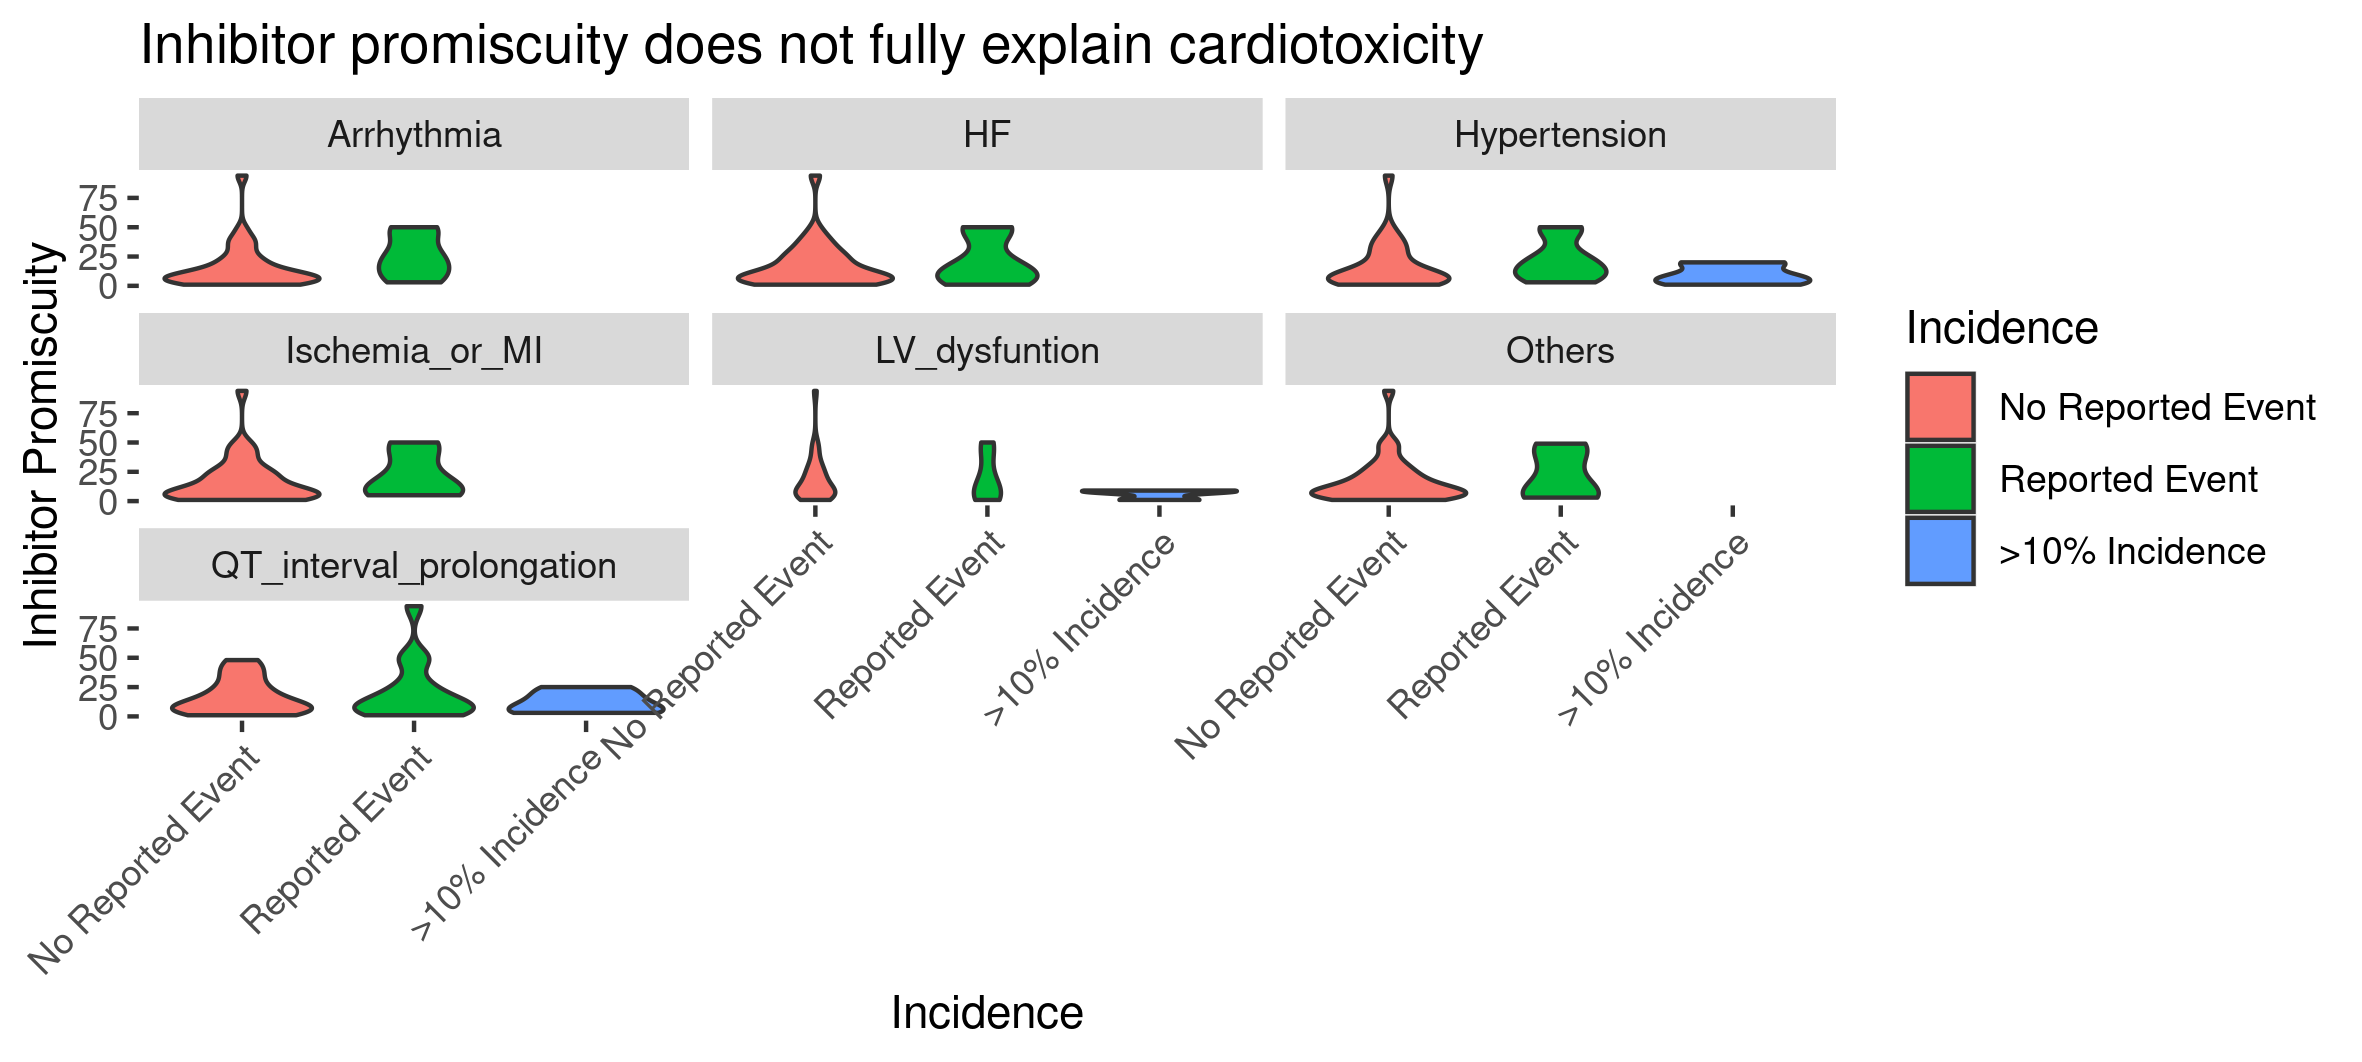 Inhibitor promiscuity does not fully explain cardiotoxicity
Arrhythmia
HF
Hypertension
75
50
25
0
Ischemia_or_MI
LV_dysfuntion
Others
75
50
25
0
QT_interval_prolongation
75
50
25
0
No Reported Event
Reported Event
>10% Incidence
No Reported Event
Reported Event
>10% Incidence
No Reported Event
Reported Event
>10% Incidence
Inhibitor Promiscuity
Incidence
Incidence
No Reported Event
Reported Event
>10% Incidence